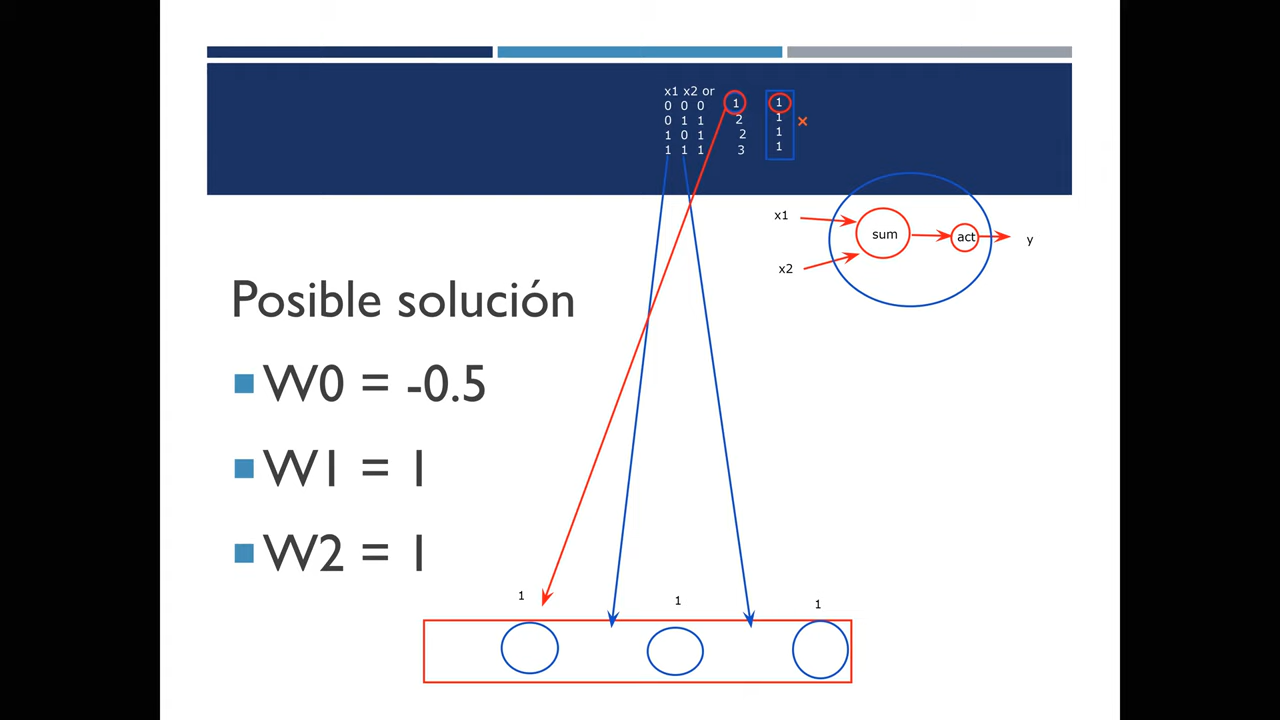 x1 x2 or
0 0 0 1 1
0 1 1 2 1
1 0 1 2 1
1 1 1 3 1
x1
sum
act
y
x2
Posible solución
W0 = -0.5
W1 = 1
W2 = 1
1 1 1